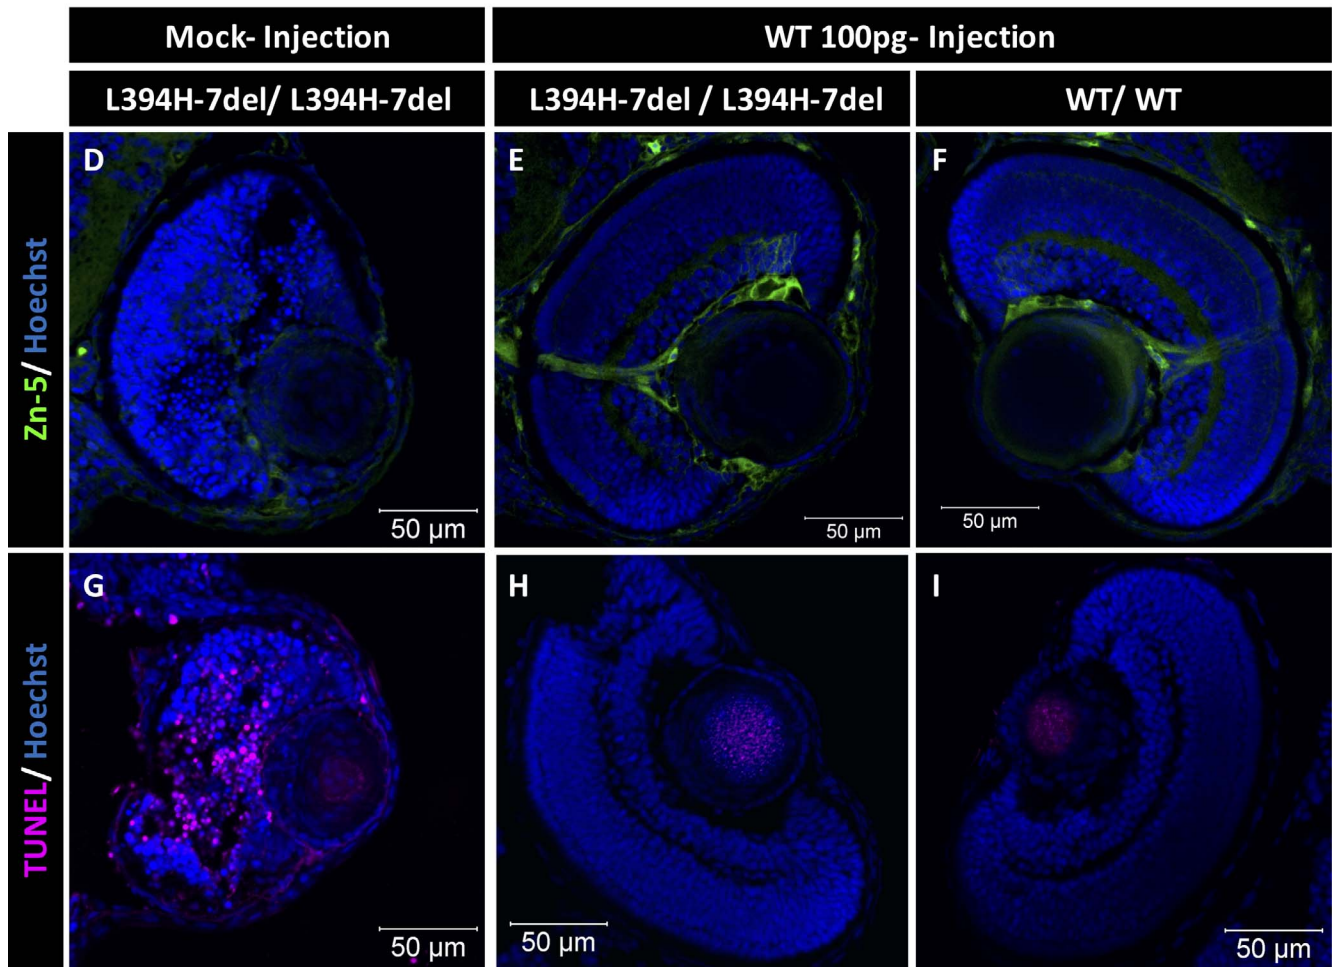 Mock- Injection
WT 100pg- Injection
L394H-7del/ L394H-7del
L394H-7del / L394H-7del
WT/ WT
Zn-5/ Hoechst
D
50 µm
E
50 µm
F
50 µm
TUNEL/ Hoechst
G
50 µm
H
50 µm
I
50 µm